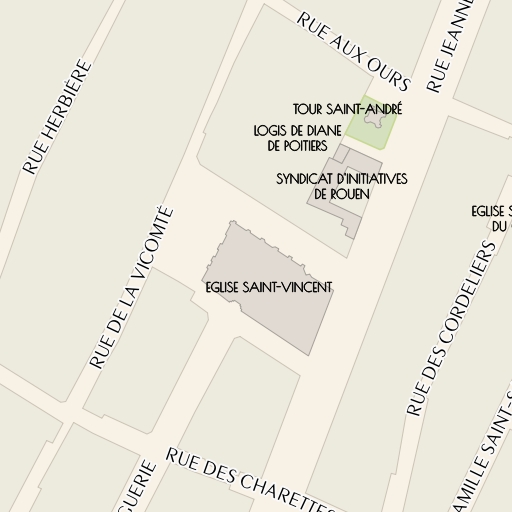 RUE AUX OURS
RUE JEANNE
RUE HERBIÈRE
TOUR SAINT-ANDRÉ
LOGIS DE DIANE
DE POITIERS
SYNDICAT D'INITIATIVES
DE ROUEN
EGLISE S
DU
RUE DE LA VICOMTÉ
EGLISE SAINT-VINCENT
RUE DES CORDELIERS
AMILLE SAINT-S
RUE DES CHARETTES
GUERIE